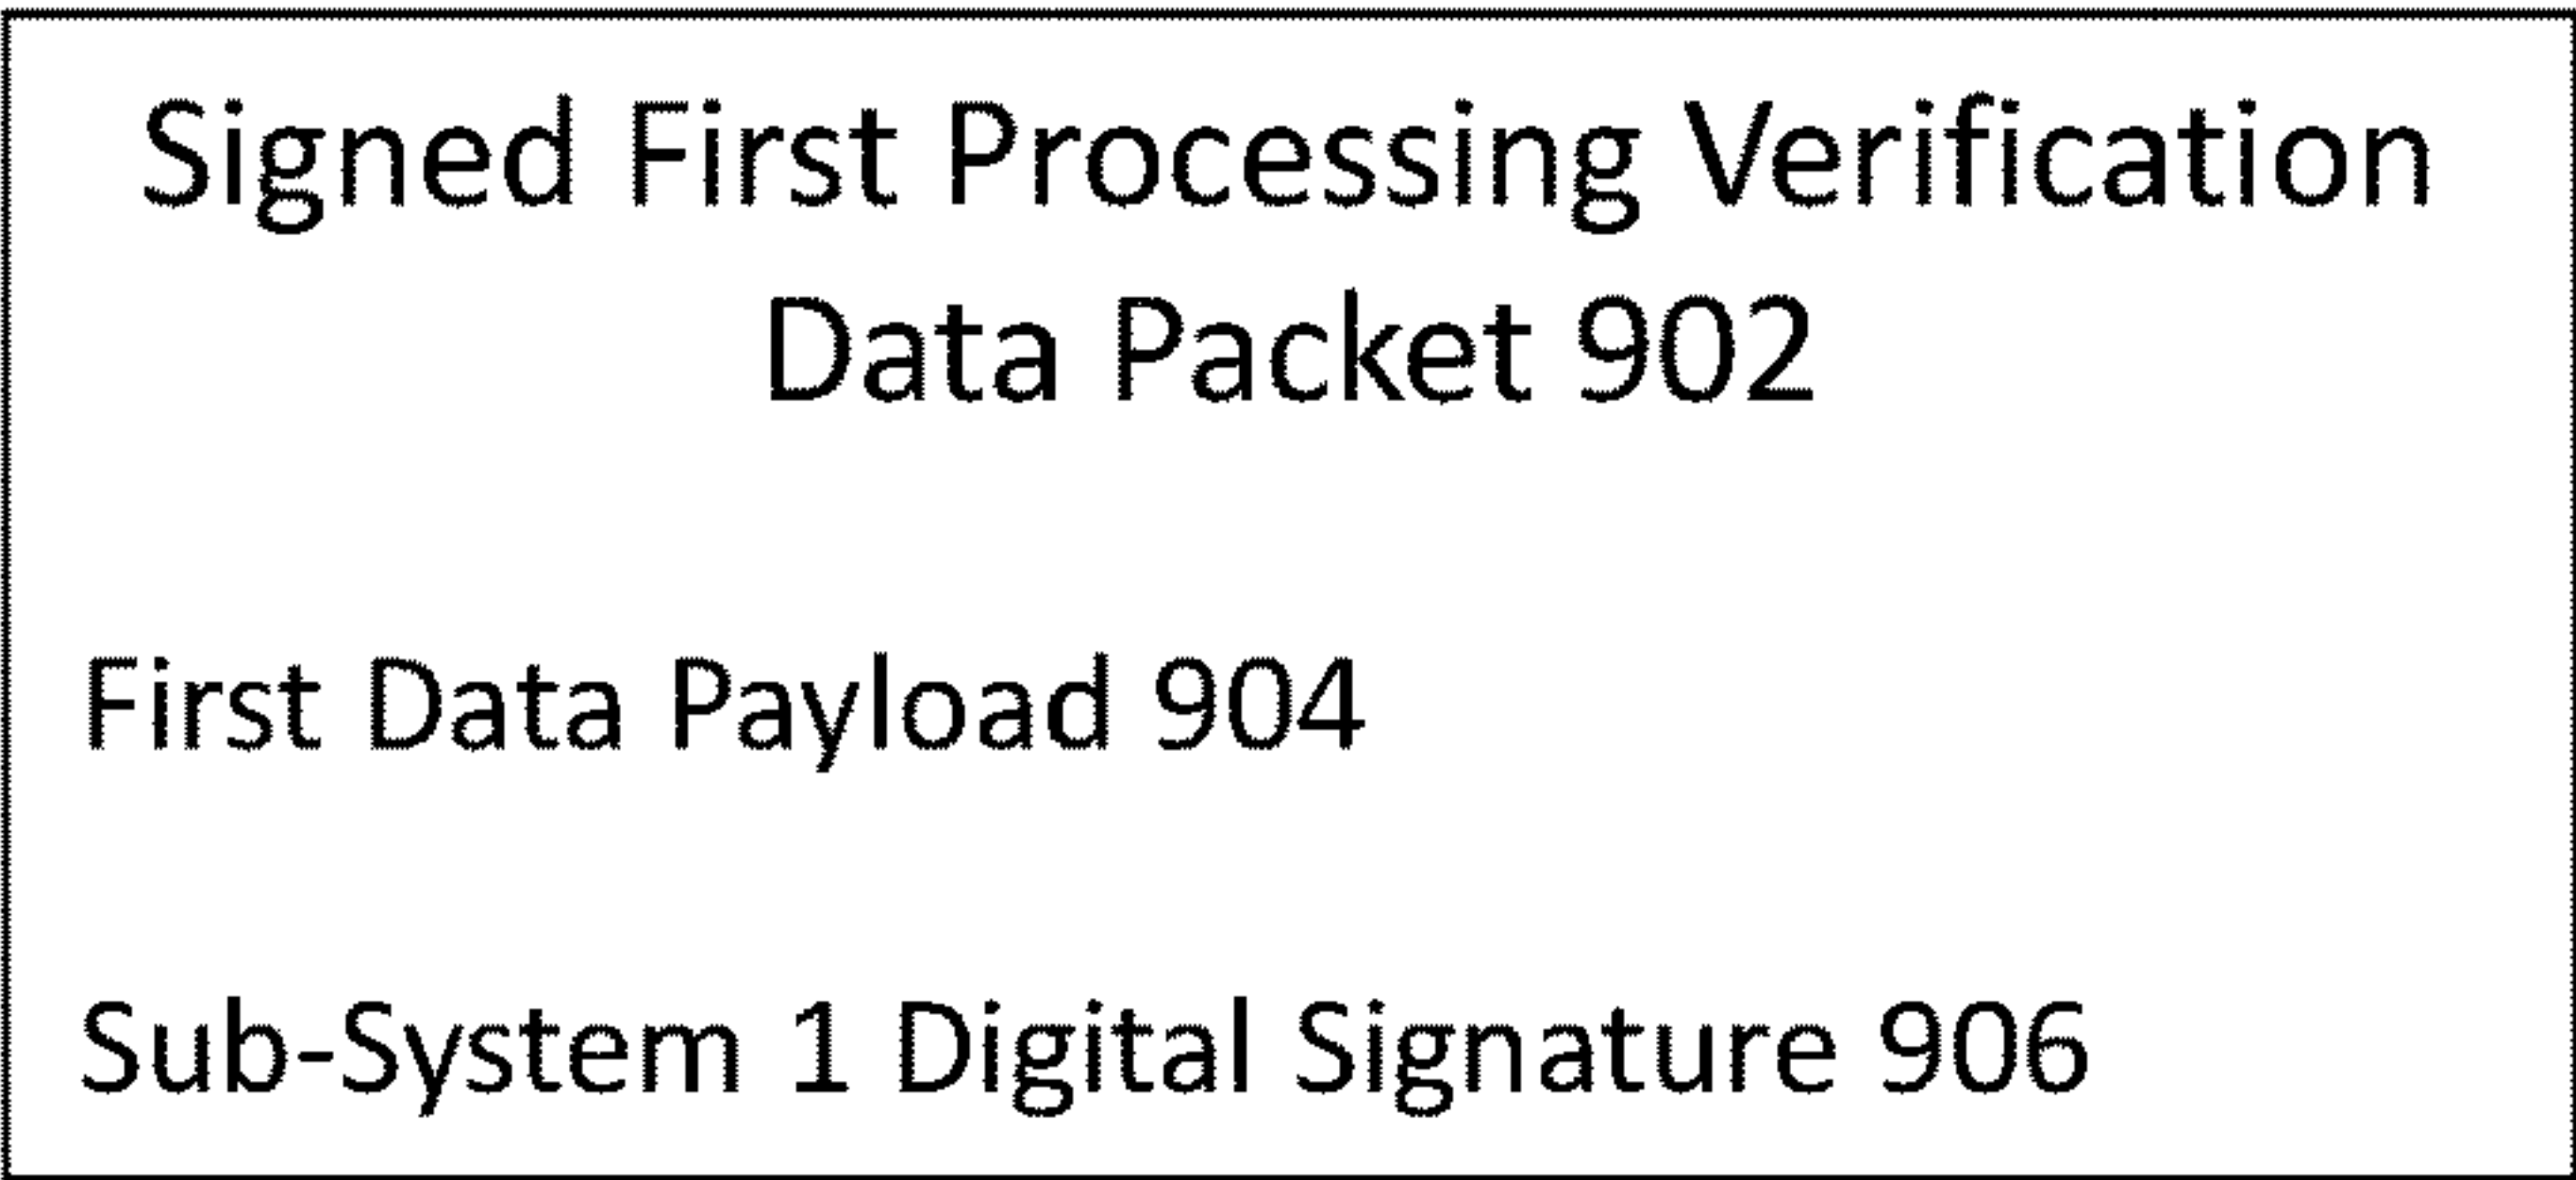 Signed First Processing Verification
Data Packet 902
First Data Payload 904
Sub-System 1 Digital Signature 906